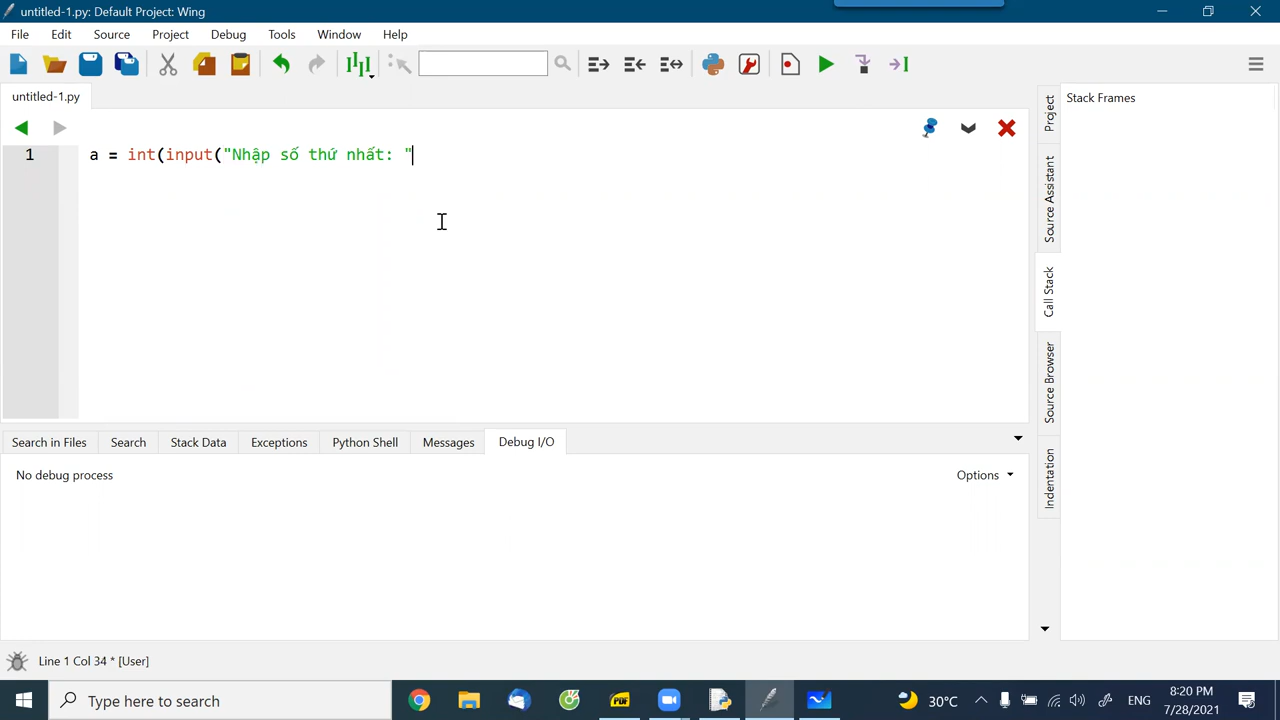 untitled-1.py: Default Project: Wing
File Edit Source Project Debug Tools Window Help
untitled-1.py
1 a = int(input("Nhập số thứ nhất: "
Project
Source Assistant
Call Stack
Source Browser
Indentation
Stack Frames
Search in Files Search Stack Data Exceptions Python Shell Messages Debug I/O
No debug process Options
Line 1 Col 34 * [User]
Type here to search
PDF
30°C
ENG
8:20 PM
7/28/2021